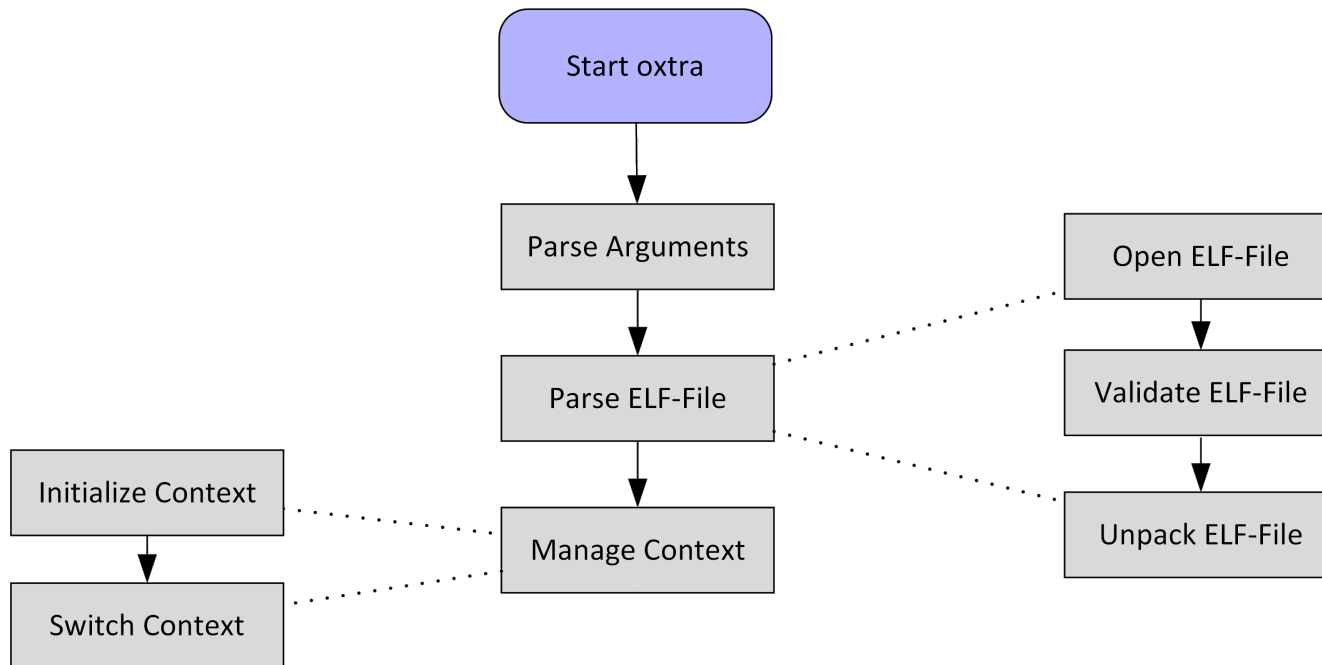 Start oxtra
Parse Arguments
Open ELF-File
Parse ELF-File
Validate ELF-File
Initialize Context
Manage Context
Unpack ELF-File
Switch Context